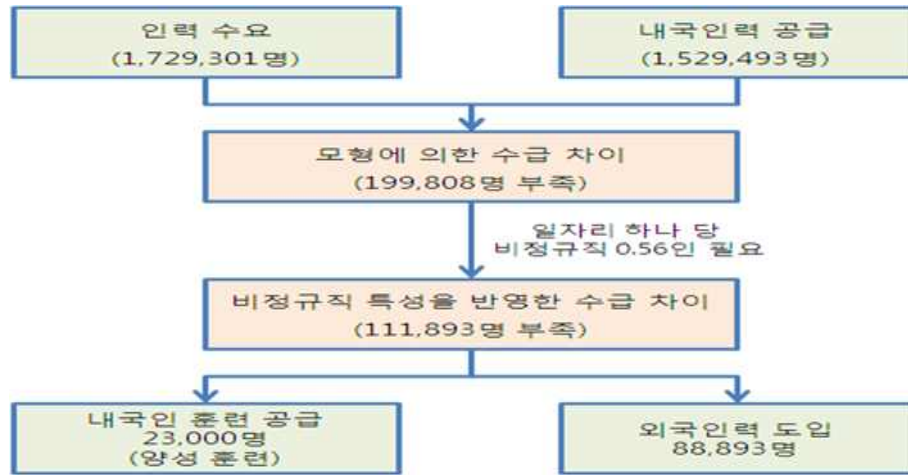 인력 수요
(1,729,301명)
내국인력 공급
(1,529,493명)
모형에 의한 수급 차이
(199,808명 부족)
일자리 하나 당
비정규직 0.56인 필요
비정규직 특성을 반영한 수급 차이
(111,893명 부족)
내국인 훈련 공급
23,000명
(양성 훈련)
외국인력 도입
88,893명